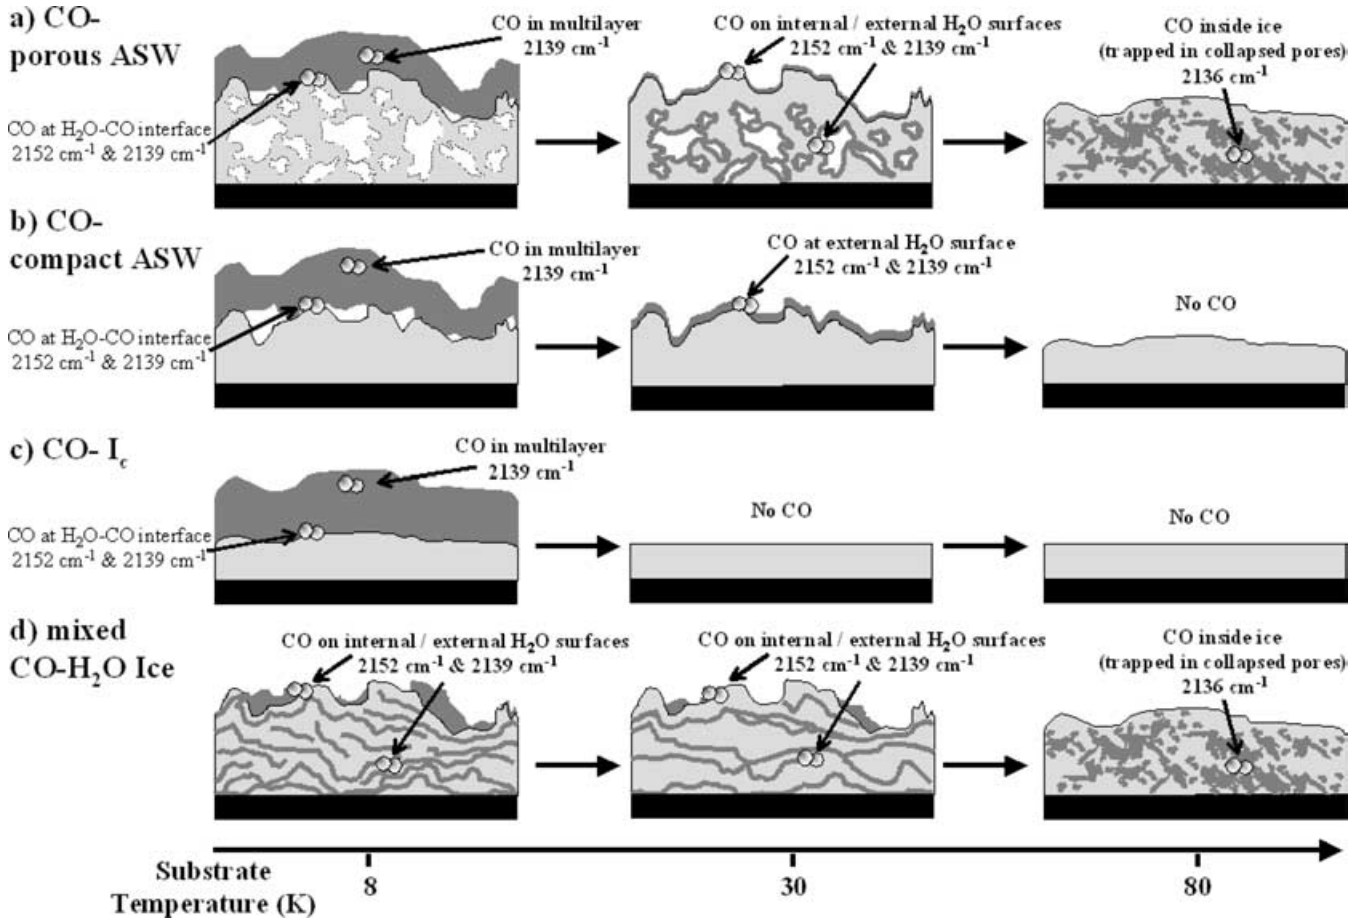 a) CO-
porous ASW
CO in multilayer
2139 cm⁻¹
CO at H₂O-CO interface
2152 cm⁻¹ & 2139 cm⁻¹
CO on internal / external H₂O surfaces
2152 cm⁻¹ & 2139 cm⁻¹
CO inside ice
(trapped in collapsed pores)
2136 cm⁻¹
b) CO-
compact ASW
CO in multilayer
2139 cm⁻¹
CO at H₂O-CO interface
2152 cm⁻¹ & 2139 cm⁻¹
CO at external H₂O surface
2152 cm⁻¹ & 2139 cm⁻¹
No CO
c) CO- I꜀
CO in multilayer
2139 cm⁻¹
CO at H₂O-CO interface
2152 cm⁻¹ & 2139 cm⁻¹
No CO
No CO
d) mixed
CO-H₂O Ice
CO on internal / external H₂O surfaces
2152 cm⁻¹ & 2139 cm⁻¹
CO on internal / external H₂O surfaces
2152 cm⁻¹ & 2139 cm⁻¹
CO inside ice
(trapped in collapsed pores)
2136 cm⁻¹
Substrate
Temperature (K)
8
30
80